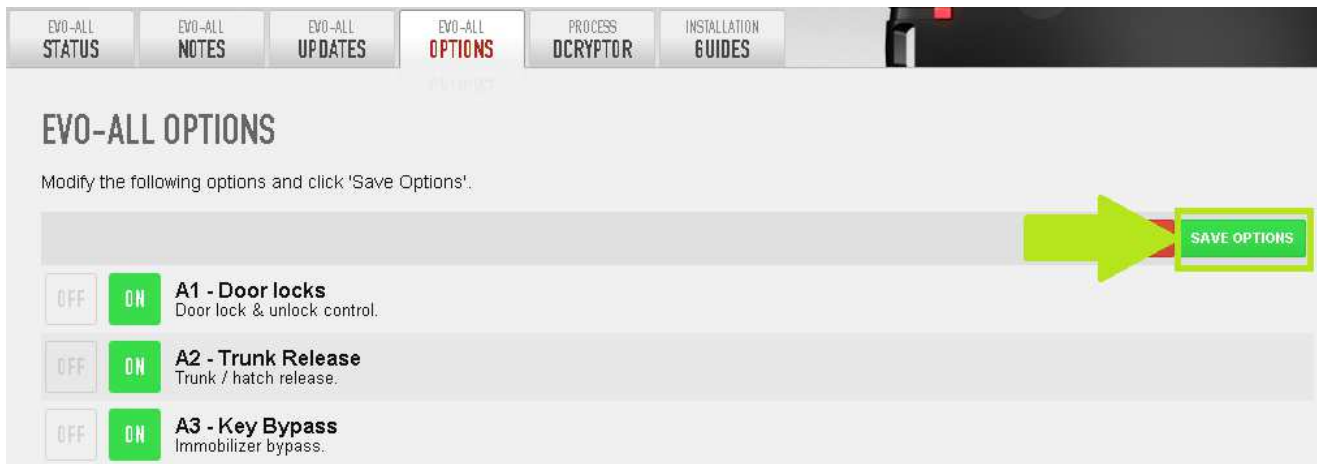 EVO-ALL EVO-ALL EVO-ALL EVO-ALL PROCESS INSTALLATION
STATUS NOTES UPDATES OPTIONS DCRYPTOR GUIDES
EVO-ALL OPTIONS
Modify the following options and click 'Save Options'.
SAVE OPTIONS
OFF ON A1 - Door locks
Door lock & unlock control.
OFF ON A2 - Trunk Release
Trunk / hatch release.
OFF ON A3 - Key Bypass
Immobilizer bypass.